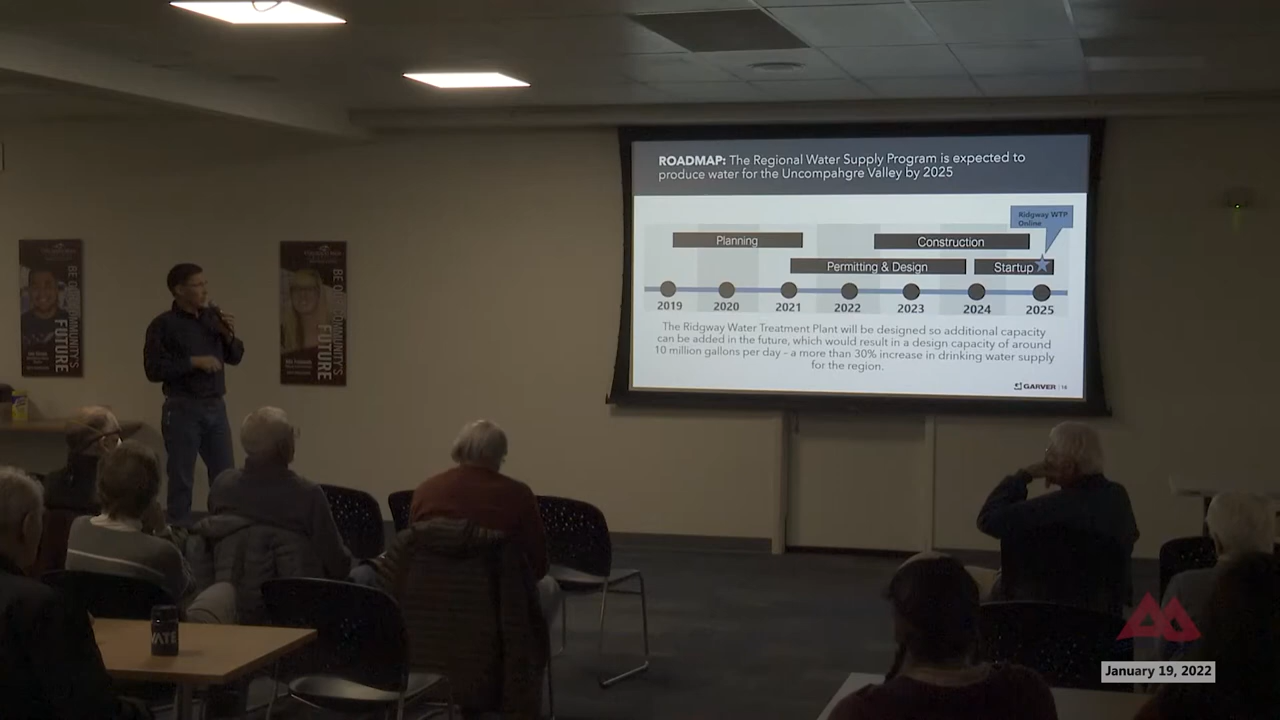 ROADMAP: The Regional Water Supply Program is expected to
produce water for the Uncompahgre Valley by 2025
Ridgway WTP
Online
Planning
Construction
Permitting & Design
Startup
2019 2020 2021 2022 2023 2024 2025
The Ridgway Water Treatment Plant will be designed so additional capacity
can be added in the future, which would result in a design capacity of around
10 million gallons per day - a more than 30% increase in drinking water supply
for the region.
GARVER
FUTURE
FUTURE
January 19, 2022